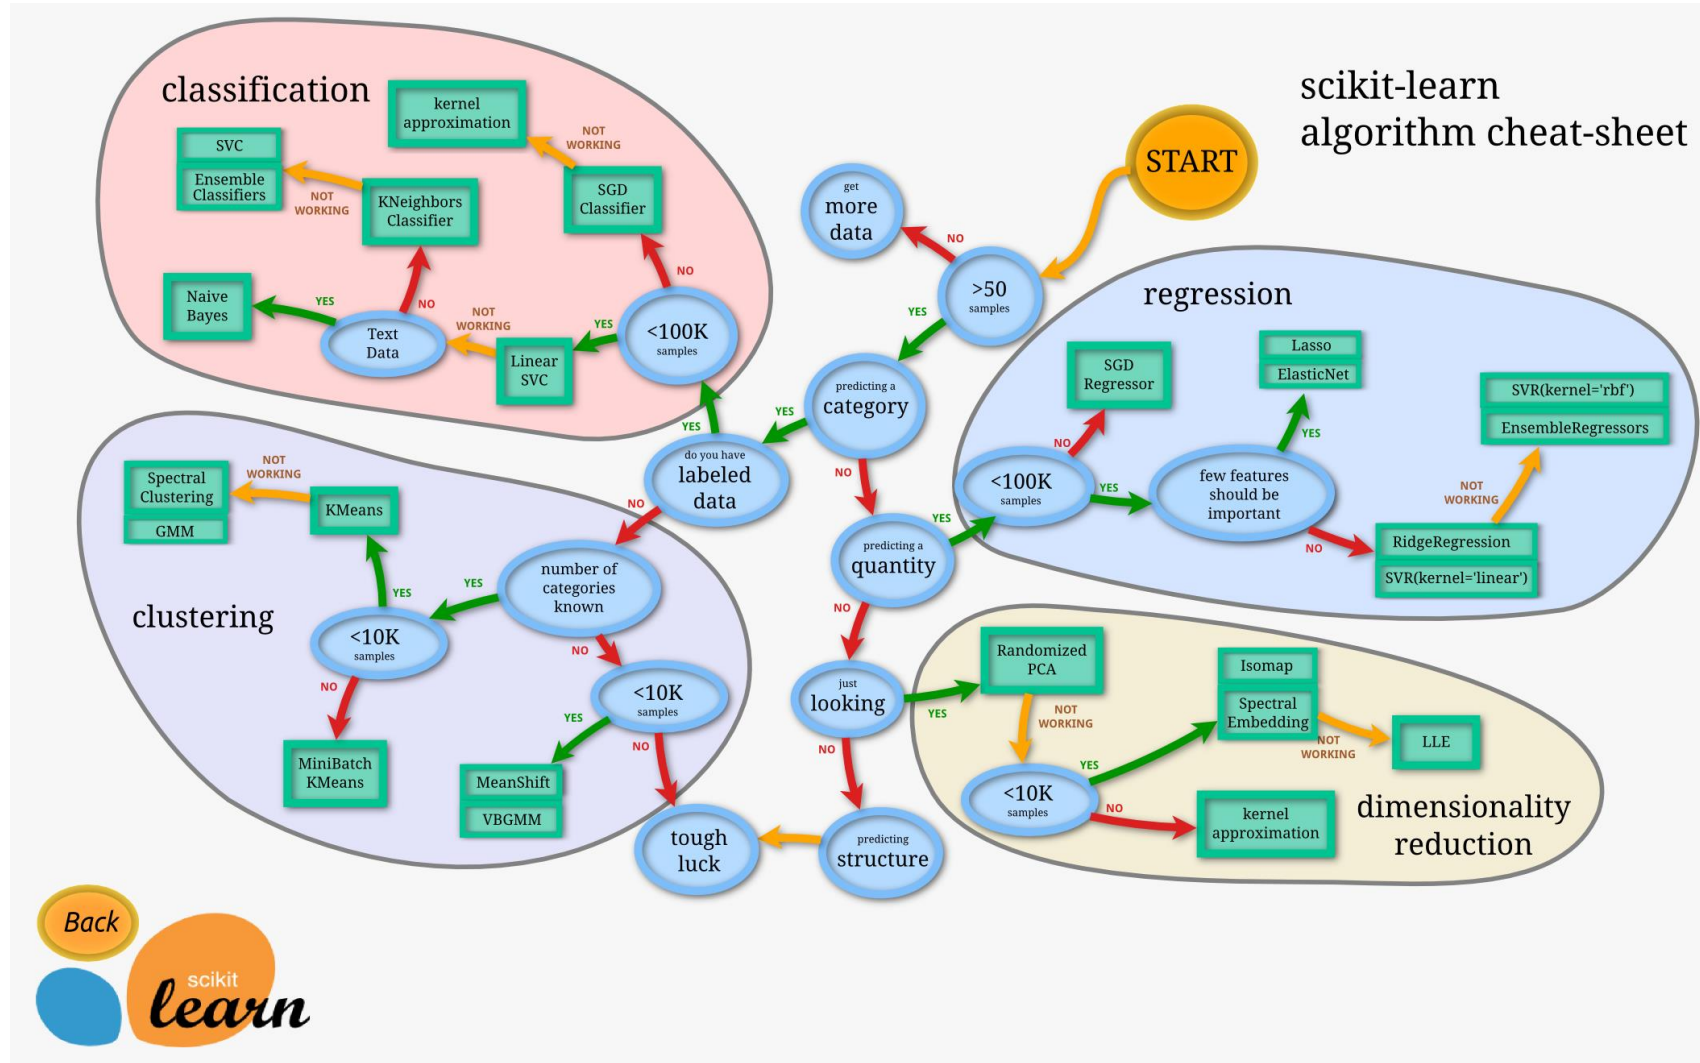 scikit-learn
algorithm cheat-sheet
START
classification
kernel
approximation
NOT
WORKING
SVC
Ensemble
Classifiers
NOT
WORKING
KNeighbors
Classifier
SGD
Classifier
NO
Naive
Bayes
YES
Text
Data
NO
NOT
WORKING
Linear
SVC
YES
<100K
samples
get
more
data
NO
>50
samples
YES
predicting a
category
YES
NO
YES
do you have
labeled
data
NO
predicting a
quantity
YES
NO
just
looking
YES
NO
predicting
structure
tough
luck
regression
SGD
Regressor
NO
<100K
samples
YES
Lasso
ElasticNet
YES
few features
should be
important
NO
SVR(kernel='rbf')
EnsembleRegressors
NOT
WORKING
RidgeRegression
SVR(kernel='linear')
clustering
Spectral
Clustering
GMM
NOT
WORKING
KMeans
YES
<10K
samples
YES
number of
categories
known
NO
NO
MiniBatch
KMeans
<10K
samples
YES
NO
MeanShift
VBGMM
dimensionality
reduction
Randomized
PCA
NOT
WORKING
<10K
samples
YES
NO
Isomap
Spectral
Embedding
NOT
WORKING
LLE
kernel
approximation
Back
scikit
learn